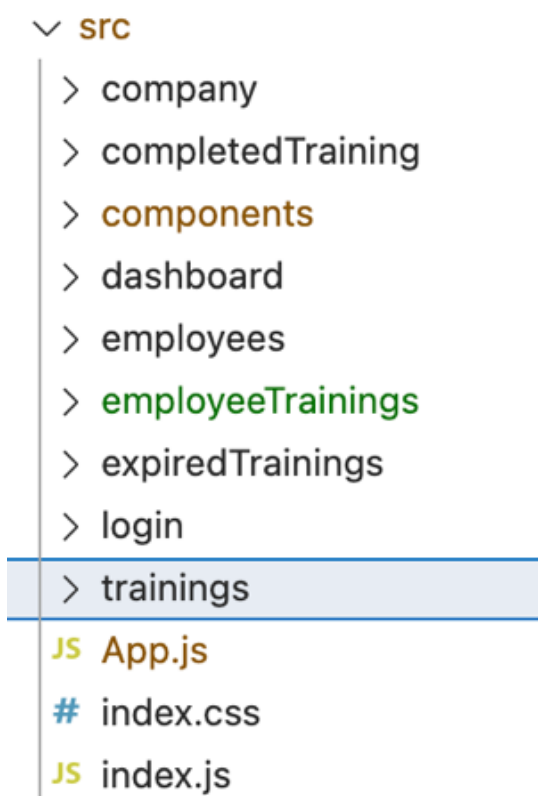 src
company
completedTraining
components
dashboard
employees
employeeTrainings
expiredTrainings
login
trainings
JS App.js
# index.css
JS index.js